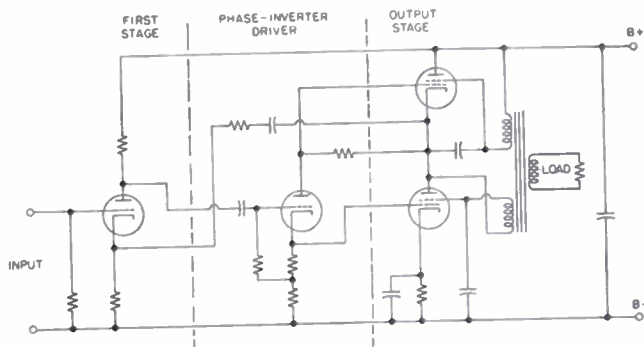 FIRST
STAGE
PHASE-INVERTER
DRIVER
OUTPUT
STAGE
B+
LOAD
INPUT
B-